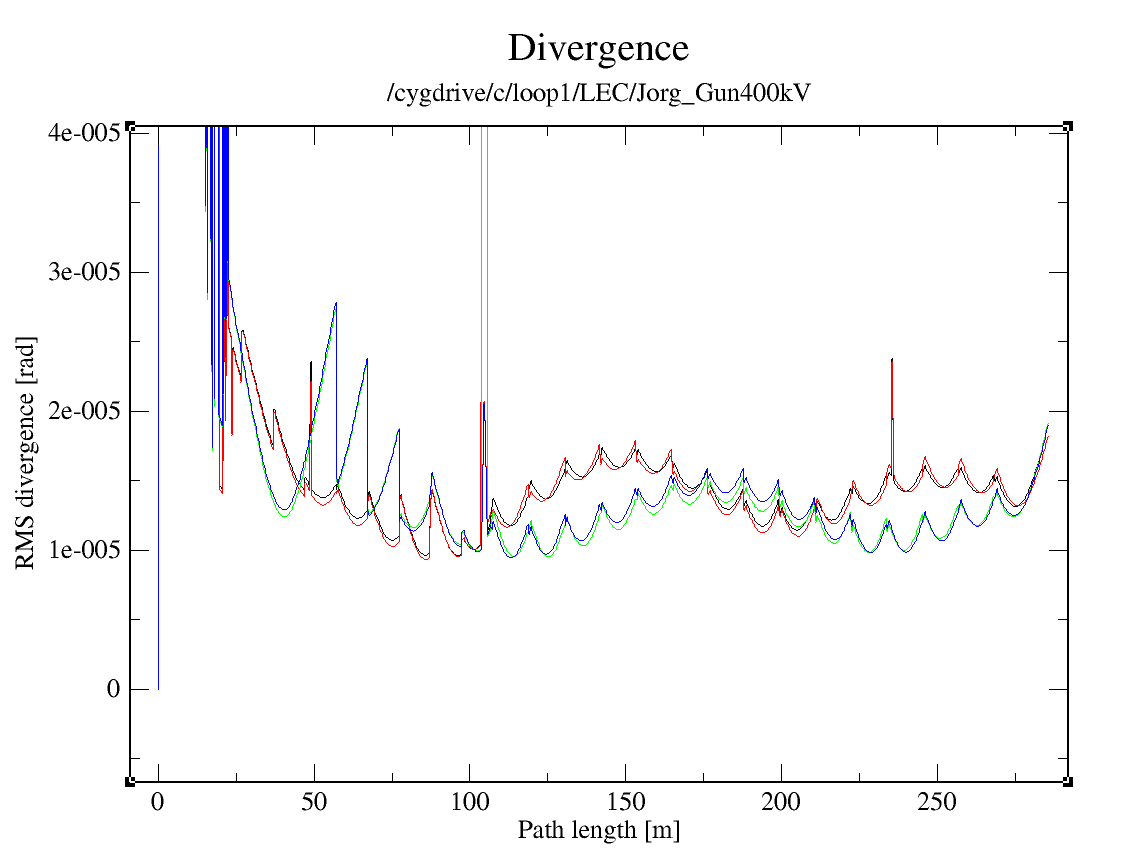 Divergence
/cygdrive/c/loop1/LEC/Jorg_Gun400kV
4e-005
3e-005
2e-005
1e-005
0
RMS divergence [rad]
0 50 100 150 200 250
Path length [m]